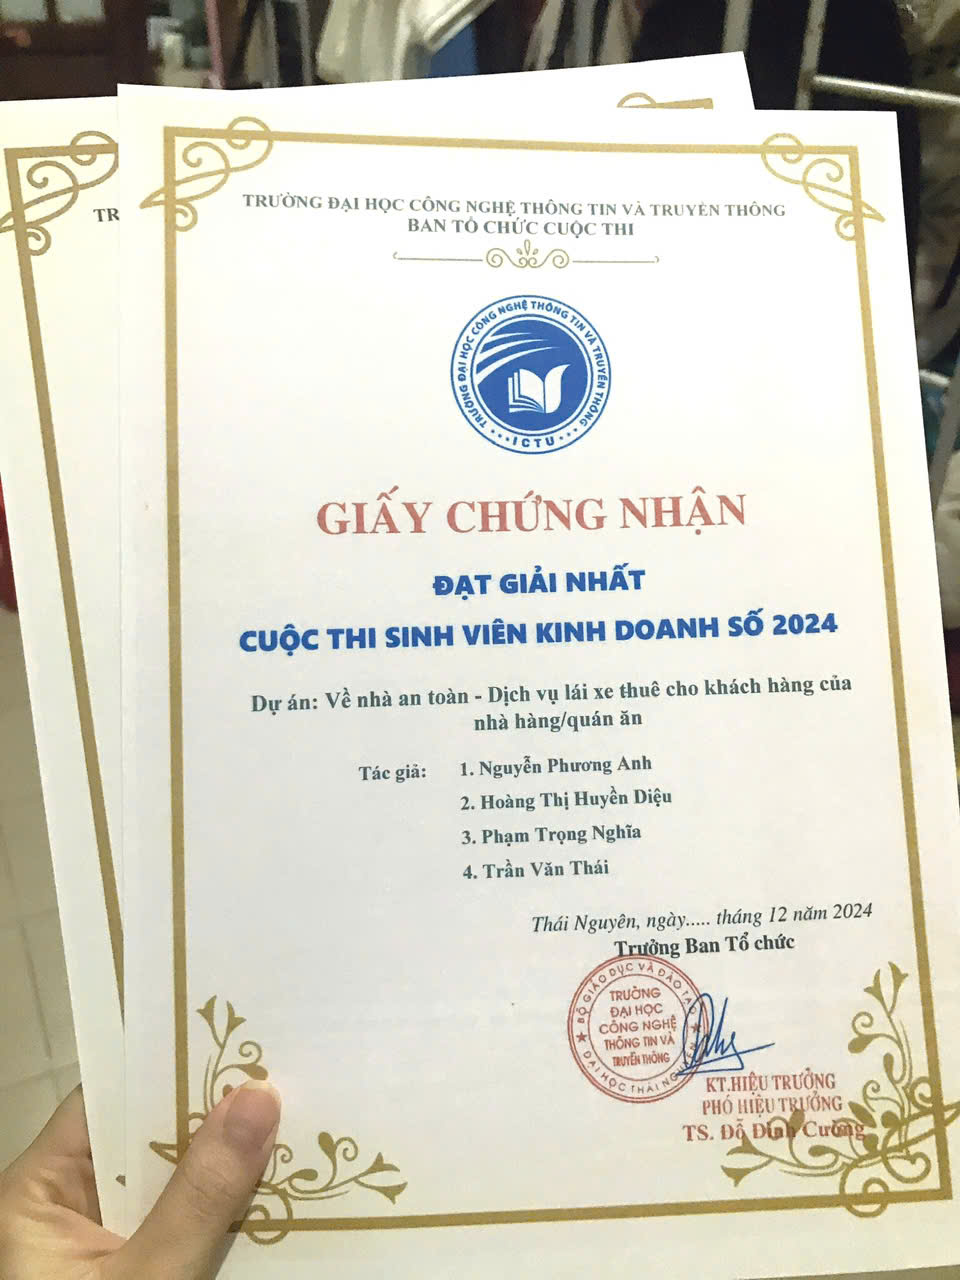 TR
TRƯỜNG ĐẠI HỌC CÔNG NGHỆ THÔNG TIN VÀ TRUYỀN THÔNG
BAN TỔ CHỨC CUỘC THI
TRƯỜNG ĐẠI HỌC CÔNG NGHỆ THÔNG TIN VÀ TRUYỀN THÔNG
ICTU
GIẤY CHỨNG NHẬN
ĐẠT GIẢI NHẤT
CUỘC THI SINH VIÊN KINH DOANH SỐ 2024
Dự án: Về nhà an toàn - Dịch vụ lái xe thuê cho khách hàng của
nhà hàng/quán ăn
Tác giả: 1. Nguyễn Phương Anh
2. Hoàng Thị Huyền Diệu
3. Phạm Trọng Nghĩa
4. Trần Văn Thái
Thái Nguyên, ngày..... tháng 12 năm 2024
Trưởng Ban Tổ chức
BỘ GIÁO DỤC VÀ ĐÀO TẠO
TRƯỜNG
ĐẠI HỌC
CÔNG NGHỆ
THÔNG TIN VÀ
TRUYỀN THÔNG
ĐẠI HỌC THÁI NGUYÊN
KT.HIỆU TRƯỞNG
PHÓ HIỆU TRƯỞNG
TS. Đỗ Đình Cường